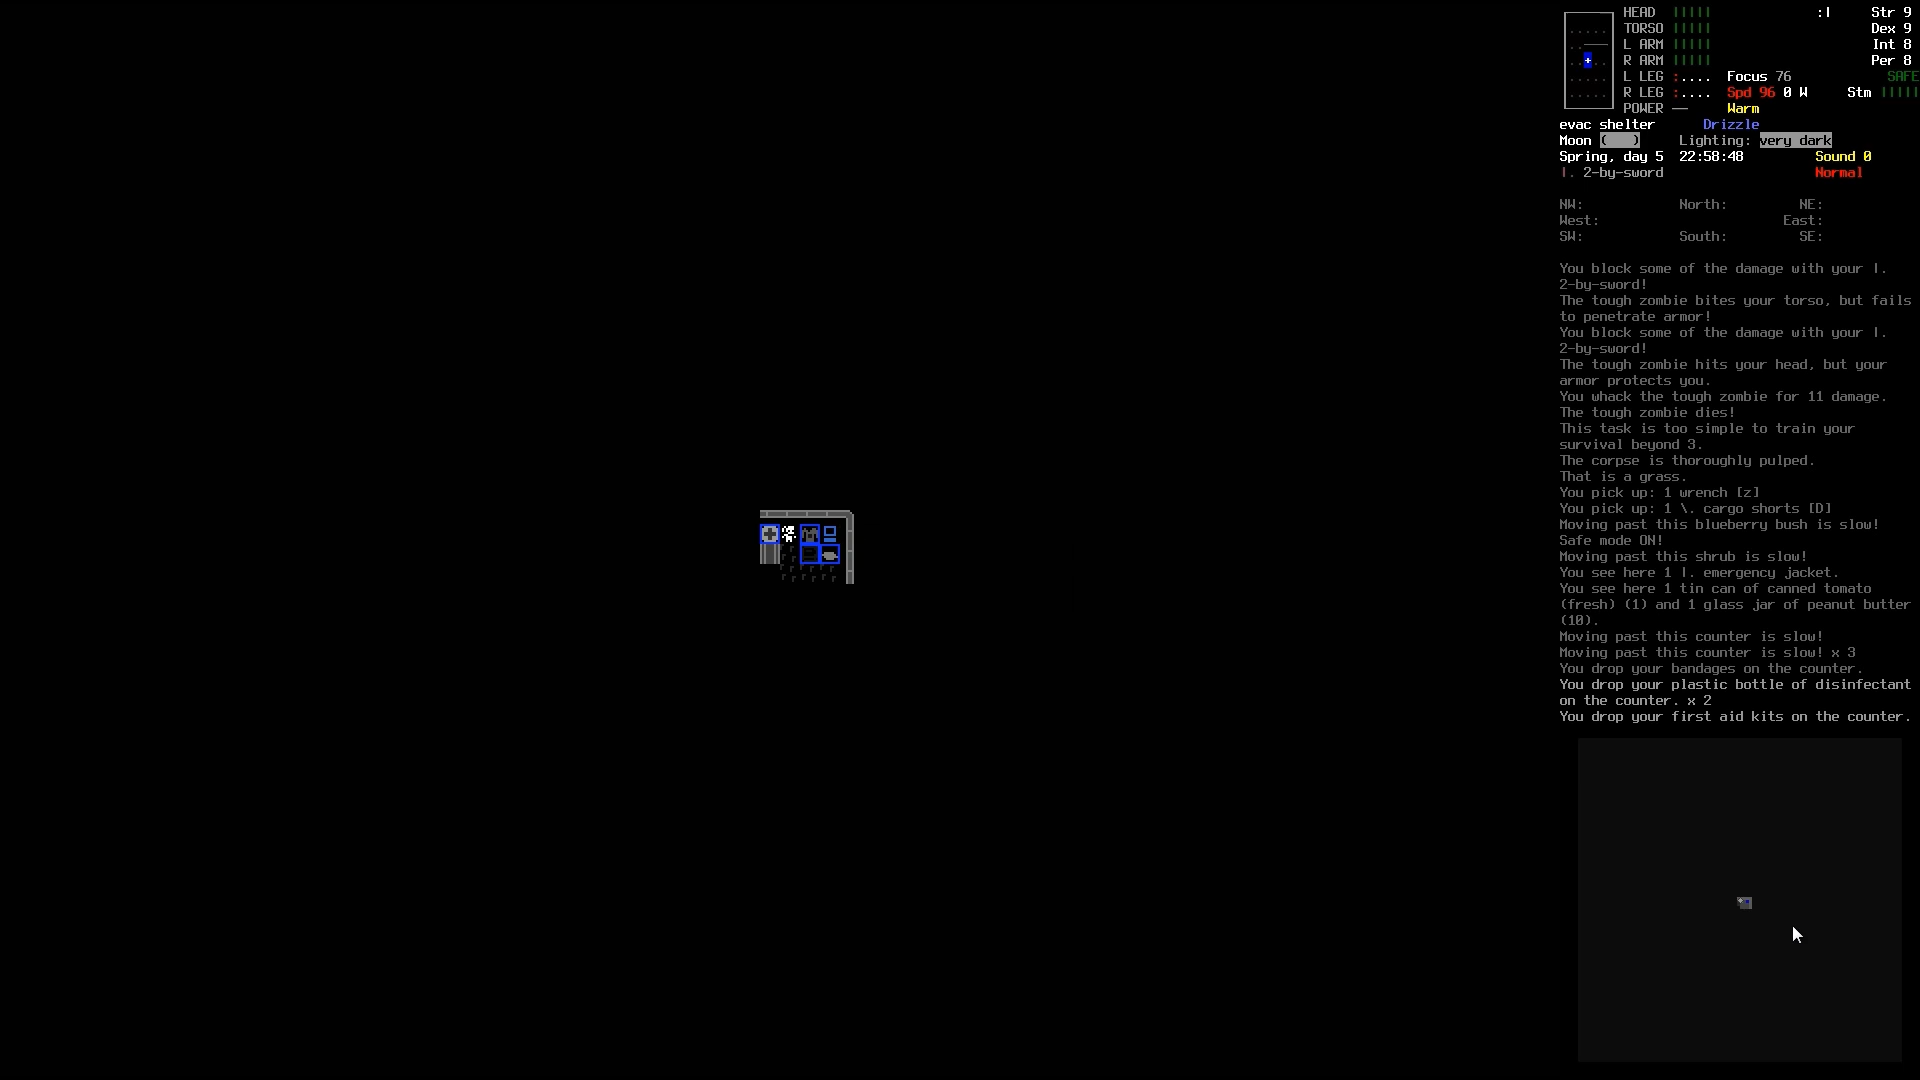 HEAD ||||| :| Str 9
TORSO ||||| Dex 9
L ARM ||||| Int 8
R ARM ||||| Per 8
L LEG :.... Focus 76 SAFE
R LEG :.... Spd 96 0 W Stm |||||
POWER — Warm
evac shelter Drizzle
Moon (   ) Lighting: very dark
Spring, day 5 22:58:48 Sound 0
|. 2-by-sword Normal
NW: North: NE:
West: East:
SW: South: SE:
You block some of the damage with your |.
2-by-sword!
The tough zombie bites your torso, but fails
to penetrate armor!
You block some of the damage with your |.
2-by-sword!
The tough zombie hits your head, but your
armor protects you.
You whack the tough zombie for 11 damage.
The tough zombie dies!
This task is too simple to train your
survival beyond 3.
The corpse is thoroughly pulped.
That is a grass.
You pick up: 1 wrench [z]
You pick up: 1 \. cargo shorts [D]
Moving past this blueberry bush is slow!
Safe mode ON!
Moving past this shrub is slow!
You see here 1 |. emergency jacket.
You see here 1 tin can of canned tomato
(fresh) (1) and 1 glass jar of peanut butter
(10).
Moving past this counter is slow!
Moving past this counter is slow! x 3
You drop your bandages on the counter.
You drop your plastic bottle of disinfectant
on the counter. x 2
You drop your first aid kits on the counter.